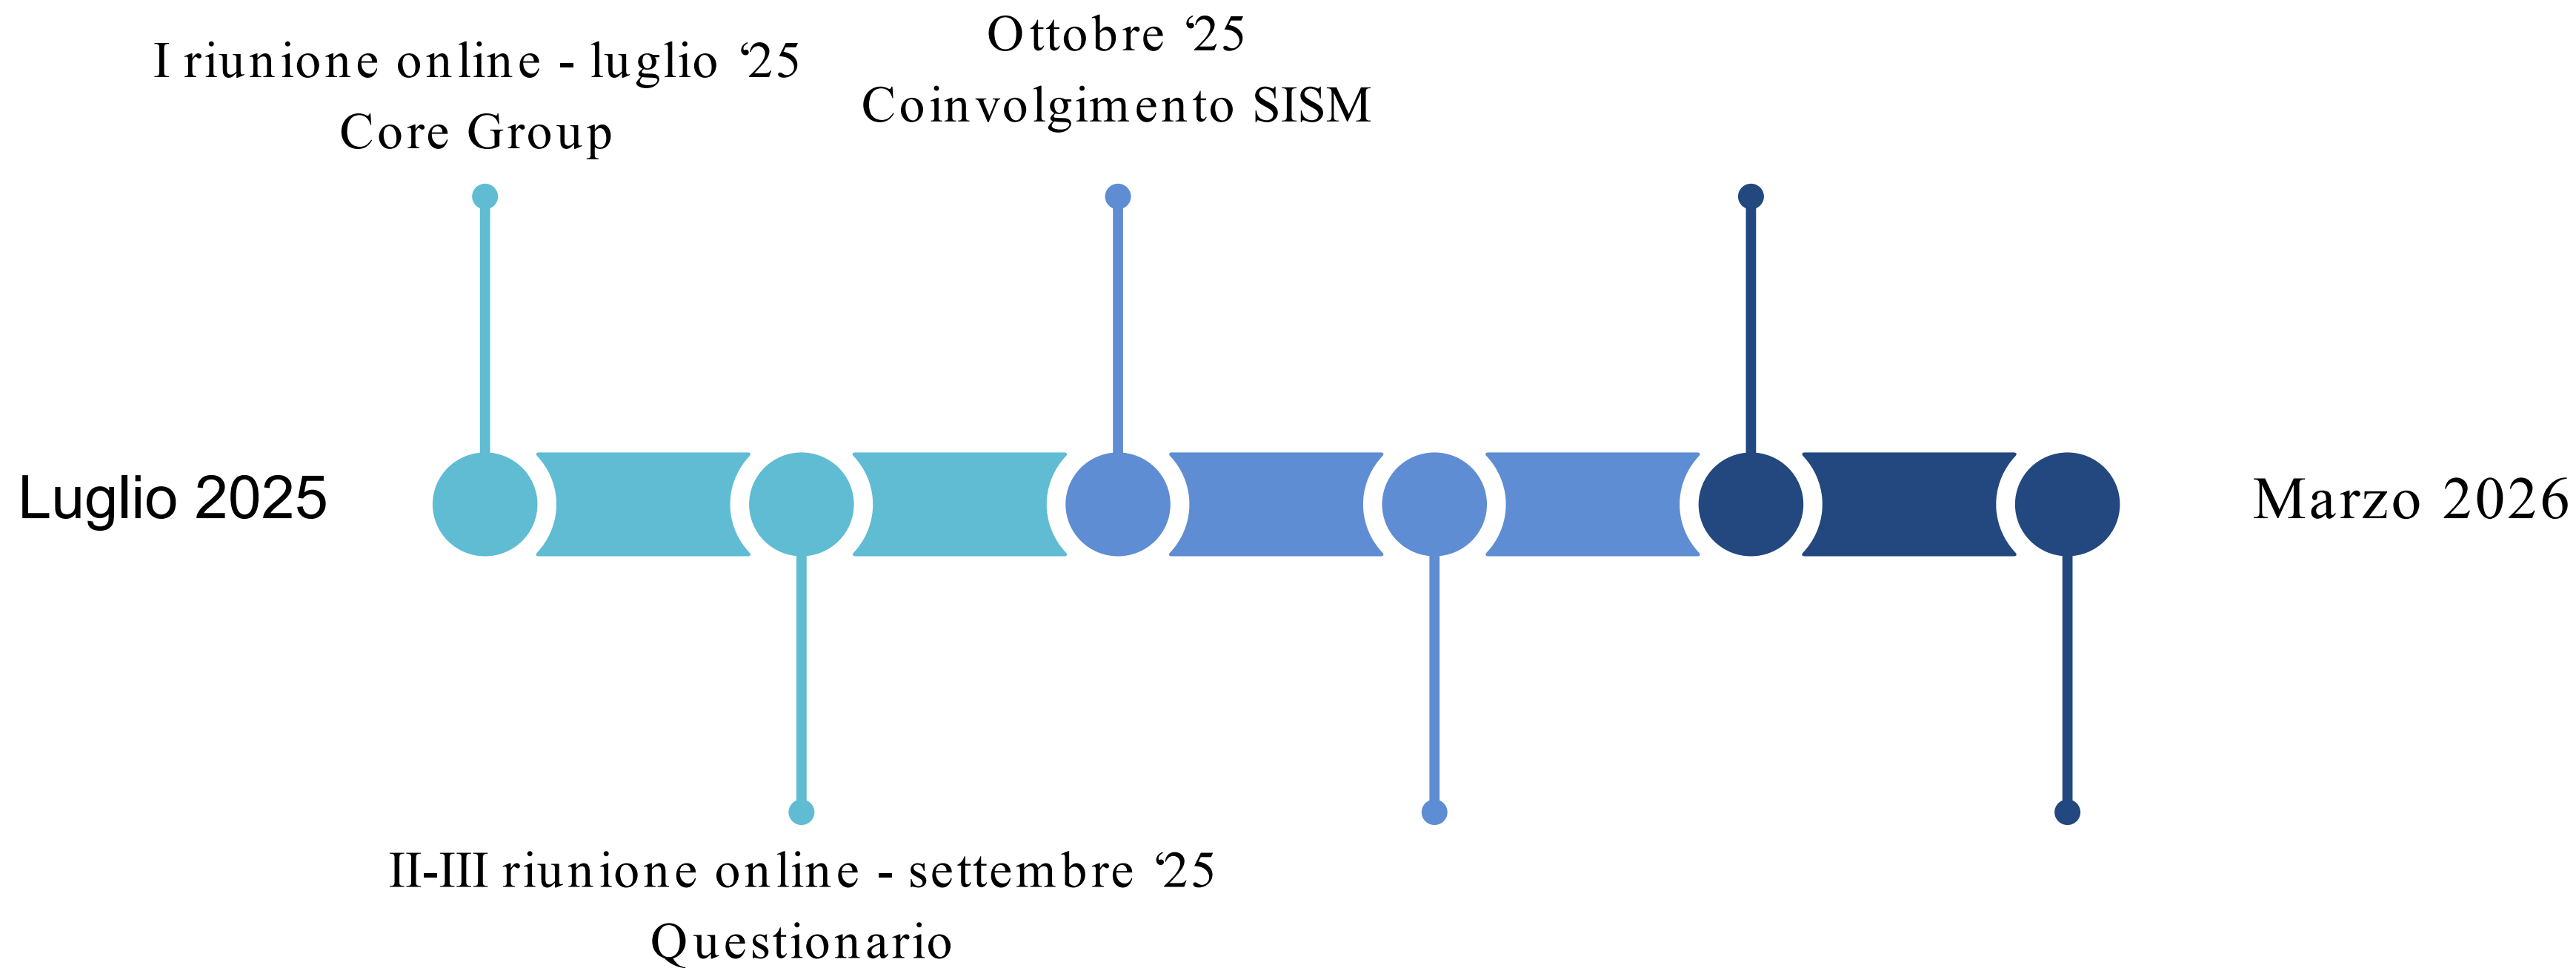 I riunione online - luglio ‘25
Core Group
Ottobre ‘25
Coinvolgimento SISM
Luglio 2025
Marzo 2026
II-III riunione online - settembre ‘25
Questionario